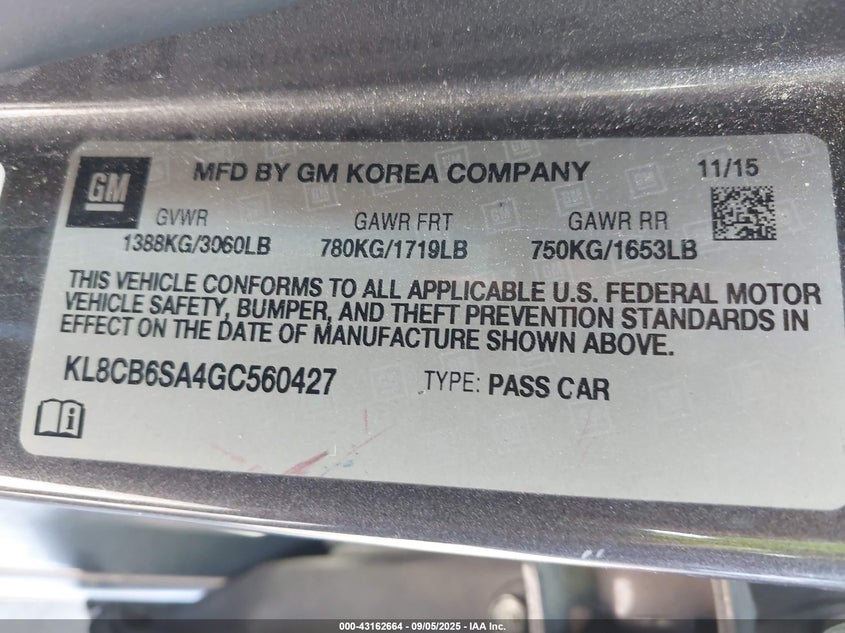 GM
MFD BY GM KOREA COMPANY 11/15
GVWR GAWR FRT GAWR RR
1388KG/3060LB 780KG/1719LB 750KG/1653LB
THIS VEHICLE CONFORMS TO ALL APPLICABLE U.S. FEDERAL MOTOR
VEHICLE SAFETY, BUMPER, AND THEFT PREVENTION STANDARDS IN
EFFECT ON THE DATE OF MANUFACTURE SHOWN ABOVE.
KL8CB6SA4GC560427 TYPE: PASS CAR
000-43162664 - 09/05/2025 - IAA Inc.